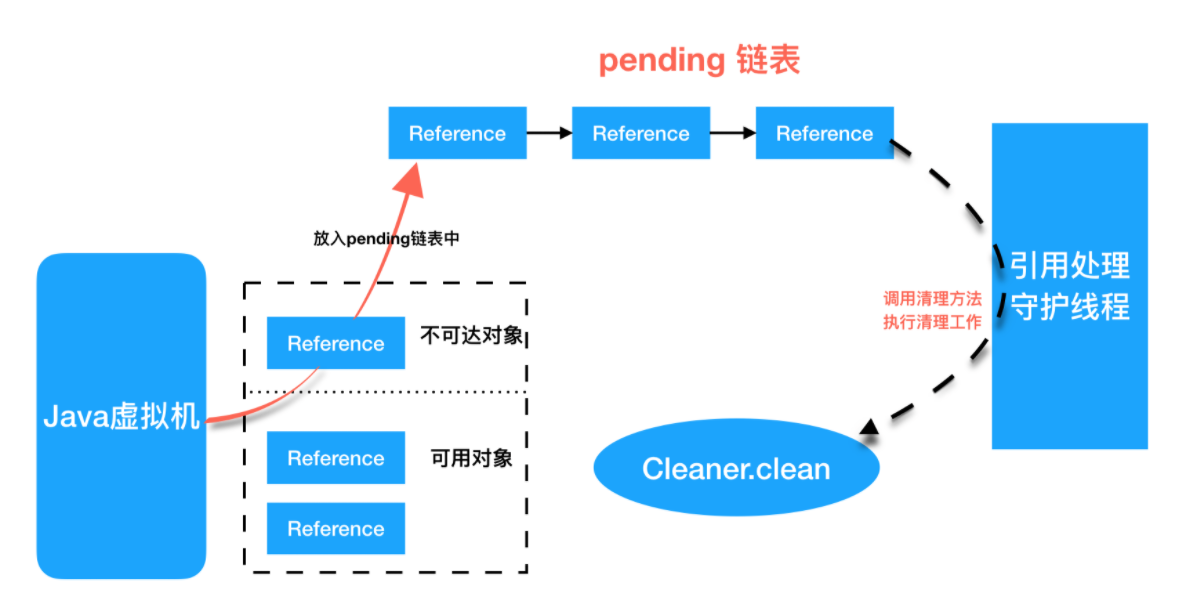 pending 链表
Reference
Reference
Reference
放入pending链表中
引用处理
守护线程
调用清理方法
执行清理工作
Reference
不可达对象
Java虚拟机
Reference
可用对象
Cleaner.clean
Reference